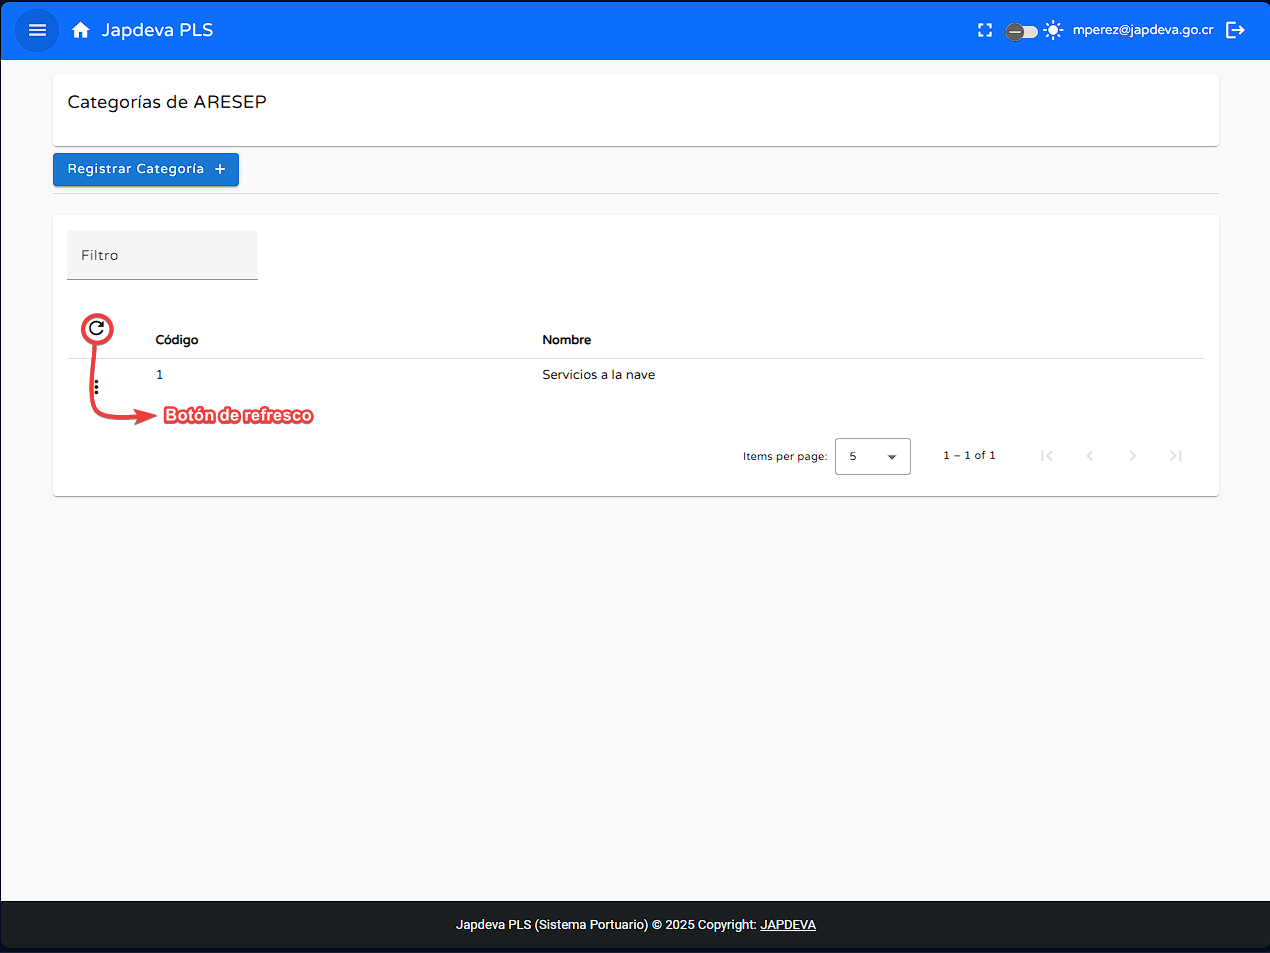 Japdeva PLS
mperez@japdeva.go.cr
Categorías de ARESEP
Registrar Categoría +
Filtro
Código Nombre
1 Servicios a la nave
Botón de refresco
Items per page: 5 1 – 1 of 1
Japdeva PLS (Sistema Portuario) © 2025 Copyright: JAPDEVA